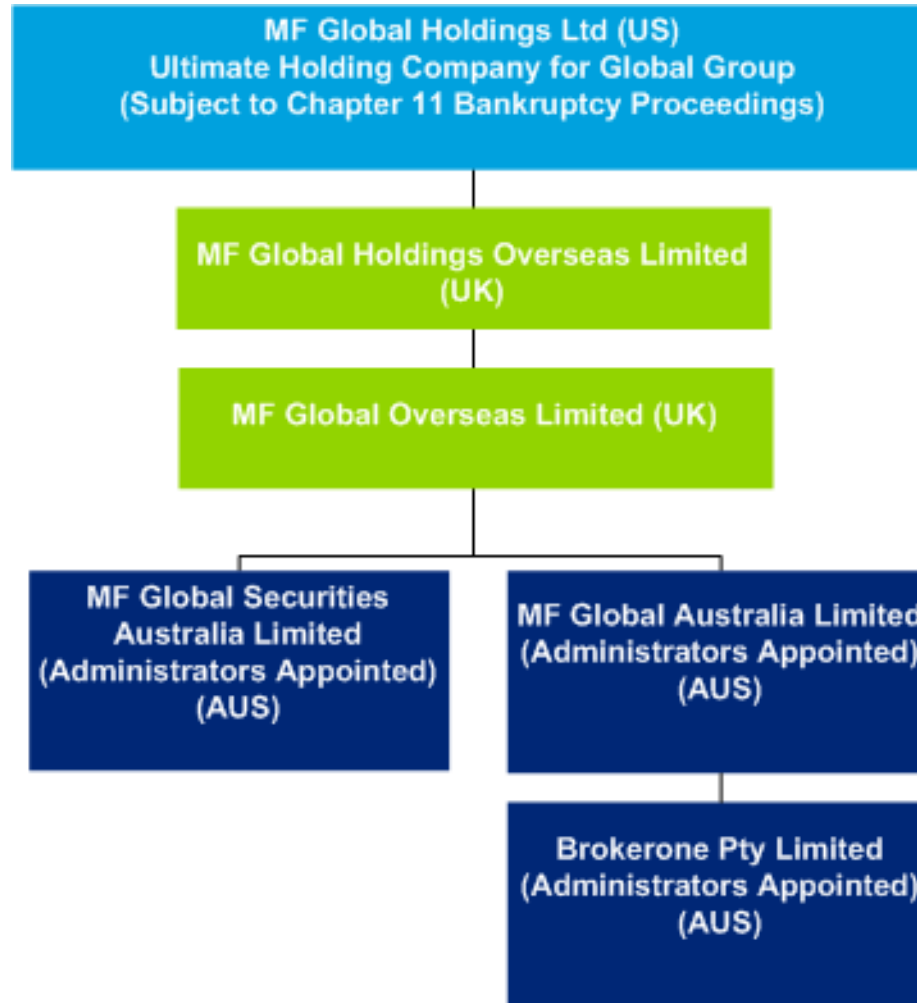 MF Global Holdings Ltd (US)
Ultimate Holding Company for Global Group
(Subject to Chapter 11 Bankruptcy Proceedings)
MF Global Holdings Overseas Limited
(UK)
MF Global Overseas Limited (UK)
MF Global Securities
Australia Limited
(Administrators Appointed)
(AUS)
MF Global Australia Limited
(Administrators Appointed)
(AUS)
Brokerone Pty Limited
(Administrators Appointed)
(AUS)